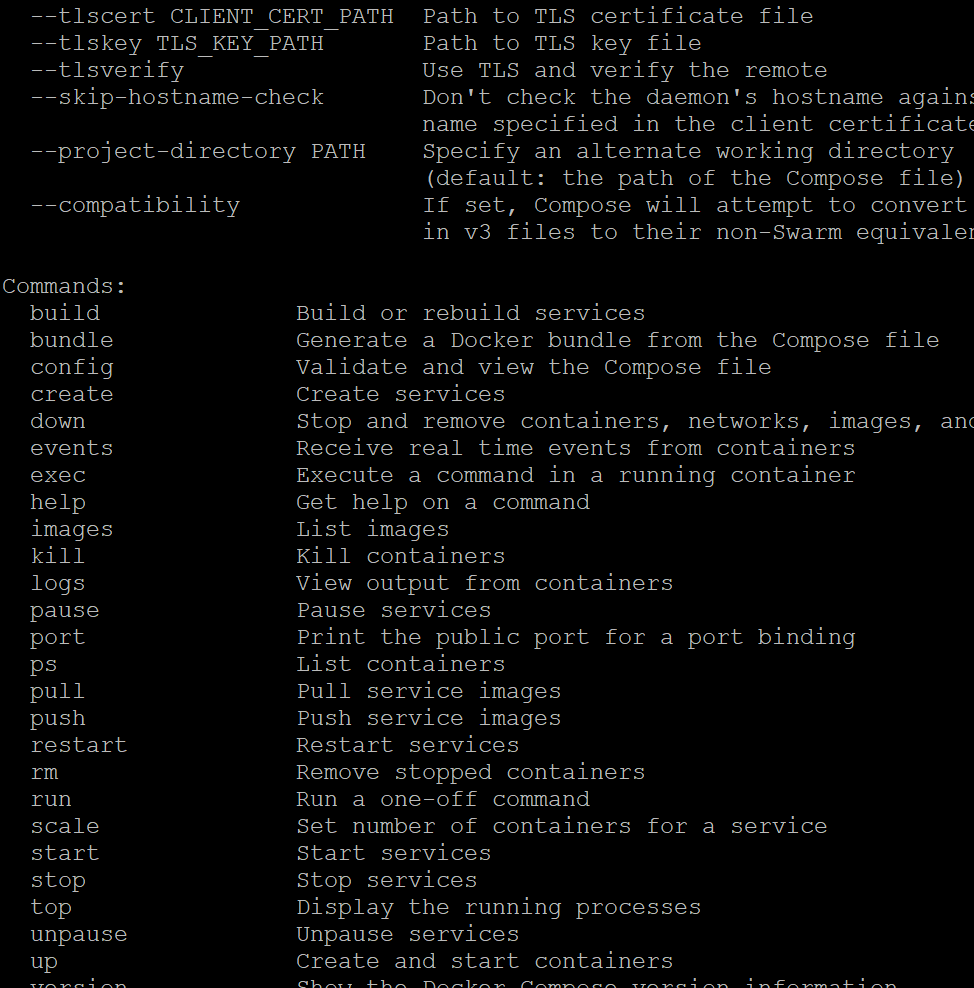 --tlscert CLIENT_CERT_PATH  Path to TLS certificate file
--tlskey TLS_KEY_PATH       Path to TLS key file
--tlsverify                 Use TLS and verify the remote
--skip-hostname-check       Don't check the daemon's hostname against
                            name specified in the client certificate
--project-directory PATH    Specify an alternate working directory
                            (default: the path of the Compose file)
--compatibility             If set, Compose will attempt to convert
                            in v3 files to their non-Swarm
Commands:
  build              Build or rebuild services
  bundle             Generate a Docker bundle from the Compose file
  config             Validate and view the Compose file
  create             Create services
  down               Stop and remove containers, networks, images, and
  events             Receive real time events from containers
  exec               Execute a command in a running container
  help               Get help on a command
  images             List images
  kill               Kill containers
  logs               View output from containers
  pause              Pause services
  port               Print the public port for a port binding
  ps                 List containers
  pull               Pull service images
  push               Push service images
  restart            Restart services
  rm                 Remove stopped containers
  run                Run a one-off command
  scale              Set number of containers for a service
  start              Start services
  stop               Stop services
  top                Display the running processes
  unpause            Unpause services
  up                 Create and start containers
  version            Show the Docker-Compose version information